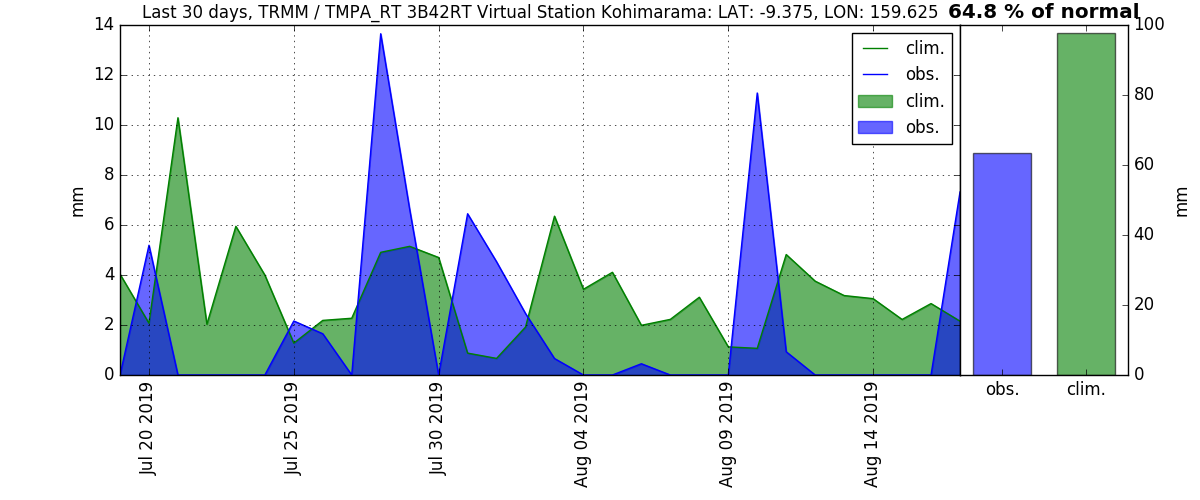 Last 30 days, TRMM / TMPA_RT 3B42RT Virtual Station Kohimarama: LAT: -9.375, LON: 159.625 64.8 % of normal
14
12
10
8
6
4
2
0
mm
clim.
obs.
clim.
obs.
Jul 20 2019
Jul 25 2019
Jul 30 2019
Aug 04 2019
Aug 09 2019
Aug 14 2019
100
80
60
40
20
0
mm
obs.
clim.